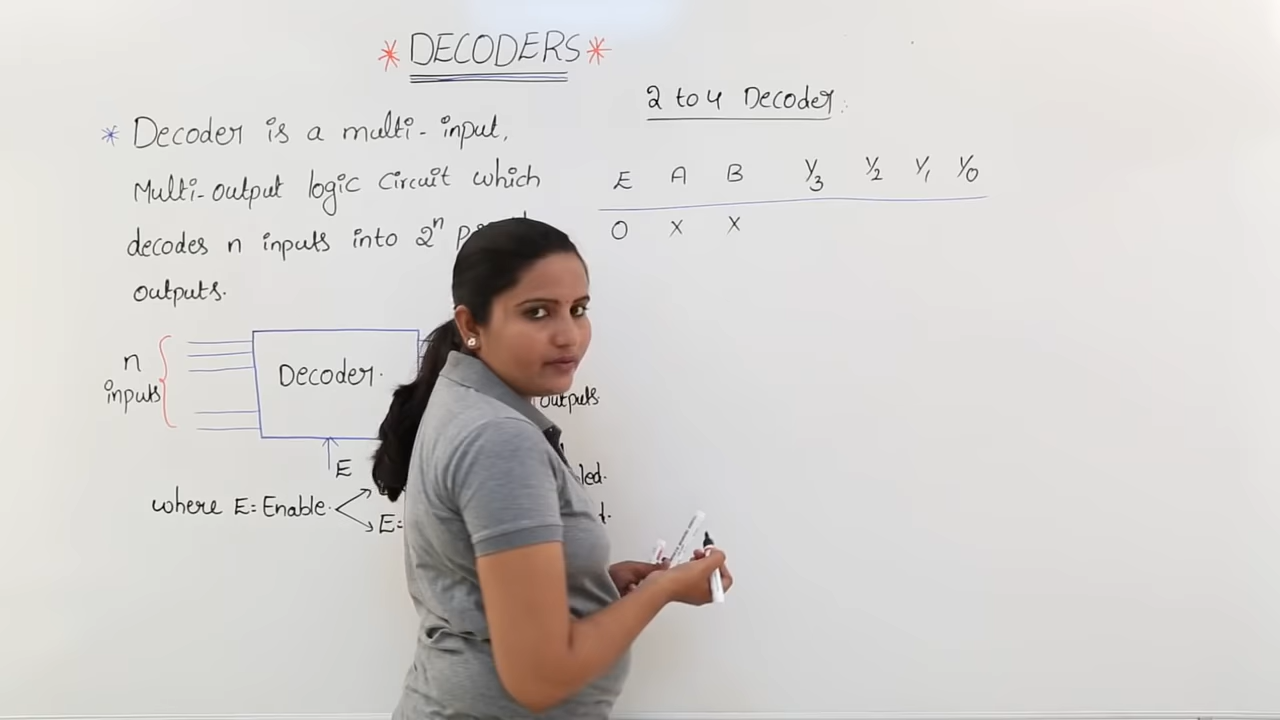 * DECODERS *
* Decoder is a multi-input,
Multi-output logic circuit which
decodes n inputs into 2ⁿ
outputs.
n
inputs
Decoder.
outputs.
E
where E = Enable.
E =
2 to 4 Decoder:
E A B Y3 Y2 Y1 Y0
0 X X